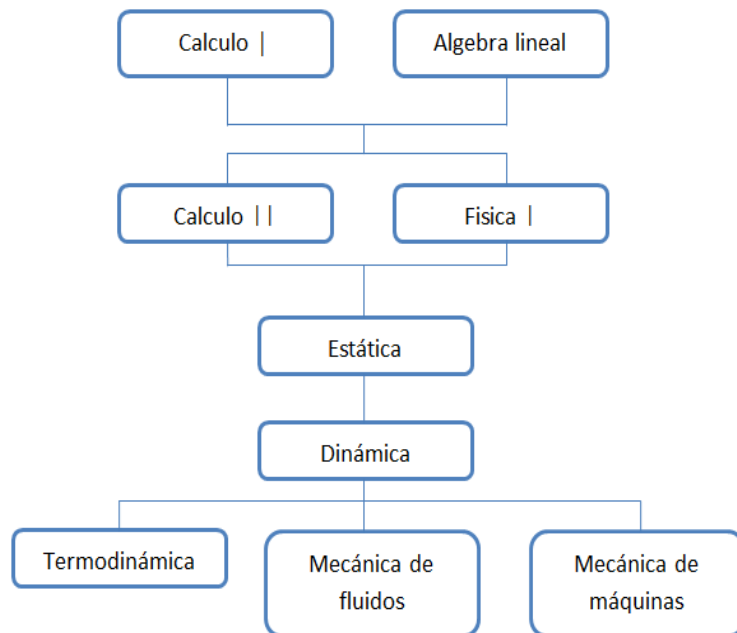 Calculo |
Algebra lineal
Calculo ||
Fisica |
Estática
Dinámica
Termodinámica
Mecánica de
fluidos
Mecánica de
máquinas